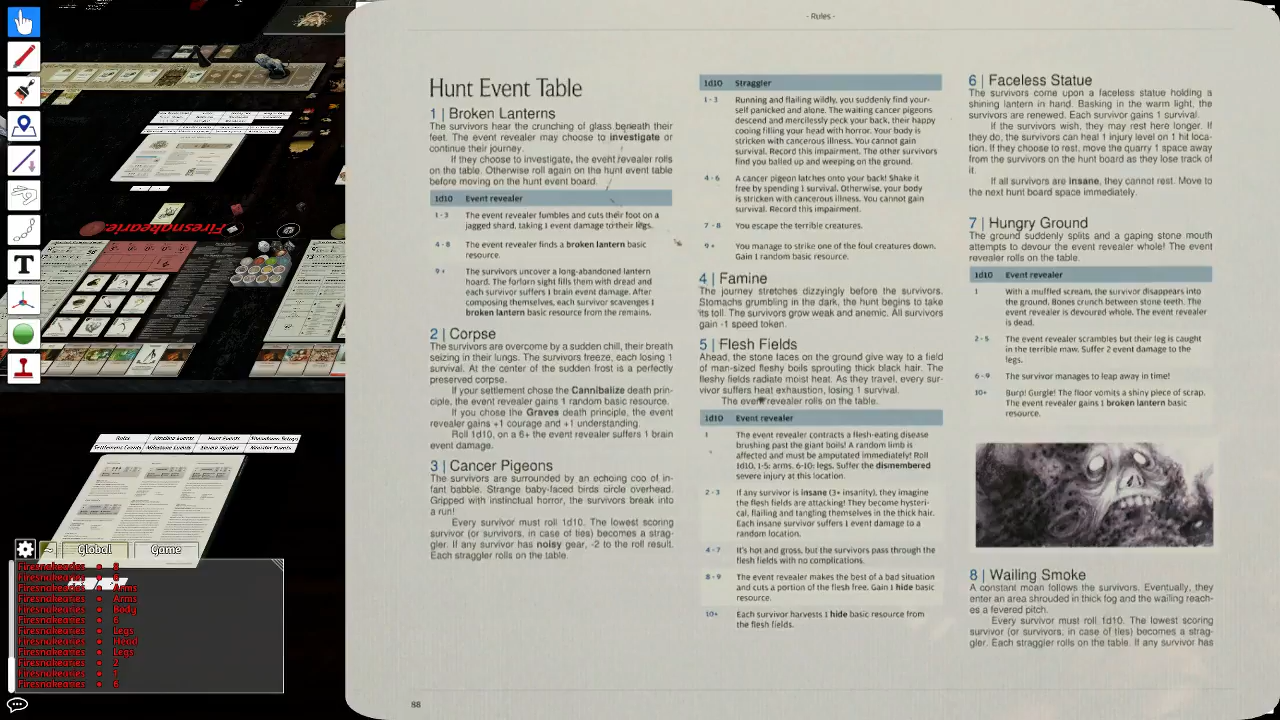 - Rules -
Hunt Event Table
1 | Broken Lanterns
The survivors hear the crunching of glass beneath their
feet. The event revealer may choose to investigate or
continue their journey.
If they choose to investigate, the event revealer rolls
on the table. Otherwise roll again on the hunt event table
before moving on the hunt event board.
1d10 Event revealer
1 - 3 The event revealer fumbles and cuts their foot on a
jagged shard, taking 1 event damage to their legs.
4 - 8 The event revealer finds a broken lantern basic
resource.
9+ The survivors uncover a long-abandoned lantern
hoard. The forlorn sight fills them with dread and
each survivor suffers 1 brain event damage. After
composing themselves, each survivor scavenges 1
broken lantern basic resource from the remains.
2 | Corpse
The survivors are overcome by a sudden chill, their breath
seizing in their lungs. The survivors freeze, each losing 1
survival. At the center of the sudden frost is a perfectly
preserved corpse.
If your settlement chose the Cannibalize death prin-
ciple, the event revealer gains 1 random basic resource.
If you chose the Graves death principle, the event
revealer gains +1 courage and +1 understanding.
Roll 1d10, on a 6+ the event revealer suffers 1 brain
event damage.
3 | Cancer Pigeons
The survivors are surrounded by an echoing coo of in-
fant babble. Strange baby-faced birds circle overhead.
Gripped with instinctual horror, the survivors break into
a run!
Every survivor must roll 1d10. The lowest scoring
survivor (or survivors, in case of ties) becomes a strag-
gler. If any survivor has noisy gear, -2 to the roll result.
Each straggler rolls on the table.
88
1d10 Straggler
1 - 3 Running and flailing wildly, you suddenly find your-
self panicked and alone. The waiting cancer pigeons
descend and mercilessly peck your back, their happy
cooing filling your head with horror. Your body is
stricken with cancerous illness. You cannot gain
survival. Record this impairment. The other survivors
find you balled up and weeping on the ground.
4 - 6 A cancer pigeon latches onto your back! Shake it
free by spending 1 survival. Otherwise, your body
is stricken with cancerous illness. You cannot gain
survival. Record this impairment.
7 - 8 You escape the terrible creatures.
9+ You manage to strike one of the foul creatures down.
Gain 1 random basic resource.
4 | Famine
The journey stretches dizzyingly before the survivors.
Stomachs grumbling in the dark, the hunt begins to take
its toll. The survivors grow weak and anemic. All survivors
gain -1 speed token.
5 | Flesh Fields
Ahead, the stone faces on the ground give way to a field
of man-sized fleshy boils sprouting thick black hair. The
fleshy fields radiate moist heat. As they travel, every sur-
vivor suffers heat exhaustion, losing 1 survival.
The event revealer rolls on the table.
1d10 Event revealer
1 The event revealer contracts a flesh-eating disease
brushing past the giant boils! A random limb is
affected and must be amputated immediately! Roll
1d10, 1-5: arms. 6-10: legs. Suffer the dismembered
severe injury at this location.
2 - 3 If any survivor is insane (3+ insanity), they imagine
the flesh fields are attacking! They become hysteri-
cal, flailing and tangling themselves in the thick hair.
Each insane survivor suffers 1 event damage to a
random location.
4 - 7 It's hot and gross, but the survivors pass through the
flesh fields with no complications.
8 - 9 The event revealer makes the best of a bad situation
and cuts a portion of the flesh free. Gain 1 hide basic
resource.
10+ Each survivor harvests 1 hide basic resource from
the flesh fields.
6 | Faceless Statue
The survivors come upon a faceless statue holding a
shining lantern in hand. Basking in the warm light, the
survivors are renewed. Each survivor gains 1 survival.
If the survivors wish, they may rest here longer. If
they do, the survivors can heal 1 injury level on 1 hit loca-
tion. If they choose to rest, move the quarry 1 space away
from the survivors on the hunt board as they lose track of
it.
If all survivors are insane, they cannot rest. Move to
the next hunt board space immediately.
7 | Hungry Ground
The ground suddenly splits and a gaping stone mouth
attempts to devour the event revealer whole! The event
revealer rolls on the table.
1d10 Event revealer
1 With a muffled scream, the survivor disappears into
the ground. Bones crunch between stone teeth. The
event revealer is devoured whole. The event revealer
is dead.
2 - 5 The event revealer scrambles but their leg is caught
in the terrible maw. Suffer 2 event damage to the
legs.
6 - 9 The survivor manages to leap away in time!
10+ Burp! Gurgle! The floor vomits a shiny piece of scrap.
The event revealer gains 1 broken lantern basic
resource.
8 | Wailing Smoke
A constant moan follows the survivors. Eventually, they
enter an area shrouded in thick fog and the wailing reach-
es a fevered pitch.
Every survivor must roll 1d10. The lowest scoring
survivor (or survivors, in case of ties) becomes a strag-
gler. Each straggler rolls on the table. If any survivor has
T
Firesnakearies
Rules Timeline Events Hunt Events Showdown Setups
Settlement Events Milestone Events Severe Injuries Monster Events
Global Game
Firesnakearies • 6
Firesnakearies • Arms
Firesnakearies • Arms
Firesnakearies • Body
Firesnakearies • 6
Firesnakearies • Legs
Firesnakearies • Head
Firesnakearies • Legs
Firesnakearies • 2
Firesnakearies • 1
Firesnakearies • 6